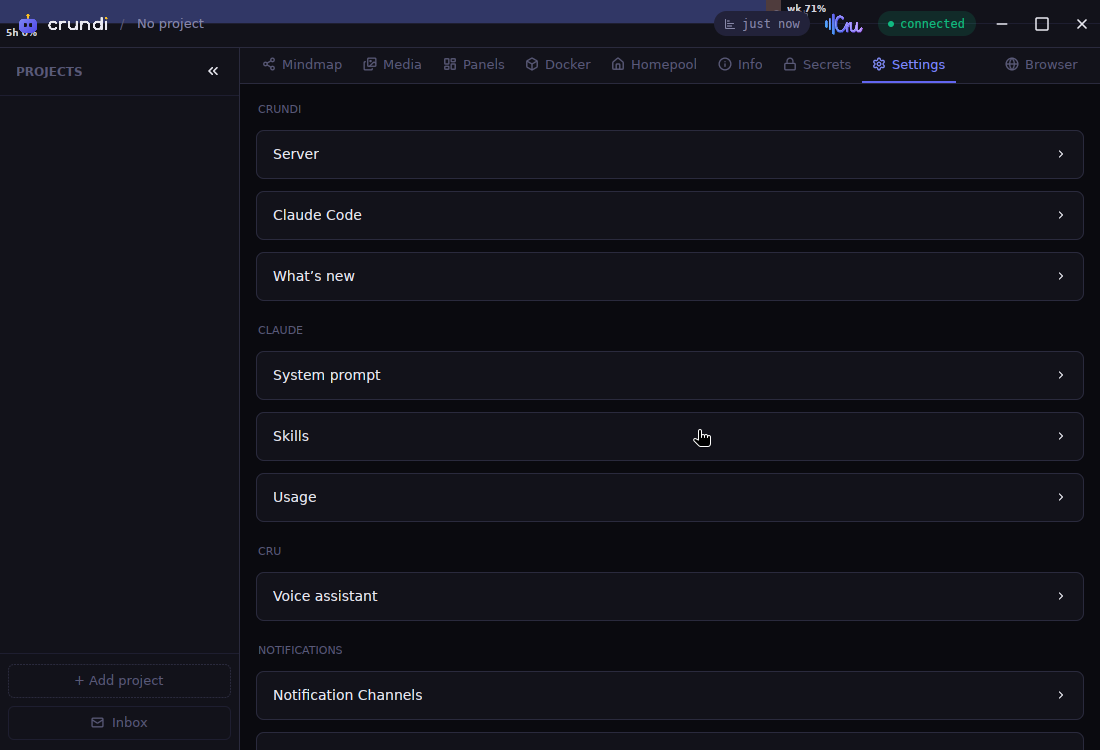 wk 71%
5h 0%
crundi / No project
just now
Cru
connected
PROJECTS
Mindmap
Media
Panels
Docker
Homepool
Info
Secrets
Settings
Browser
CRUNDI
Server
Claude Code
What’s new
CLAUDE
System prompt
Skills
Usage
CRU
Voice assistant
NOTIFICATIONS
Notification Channels
+ Add project
Inbox